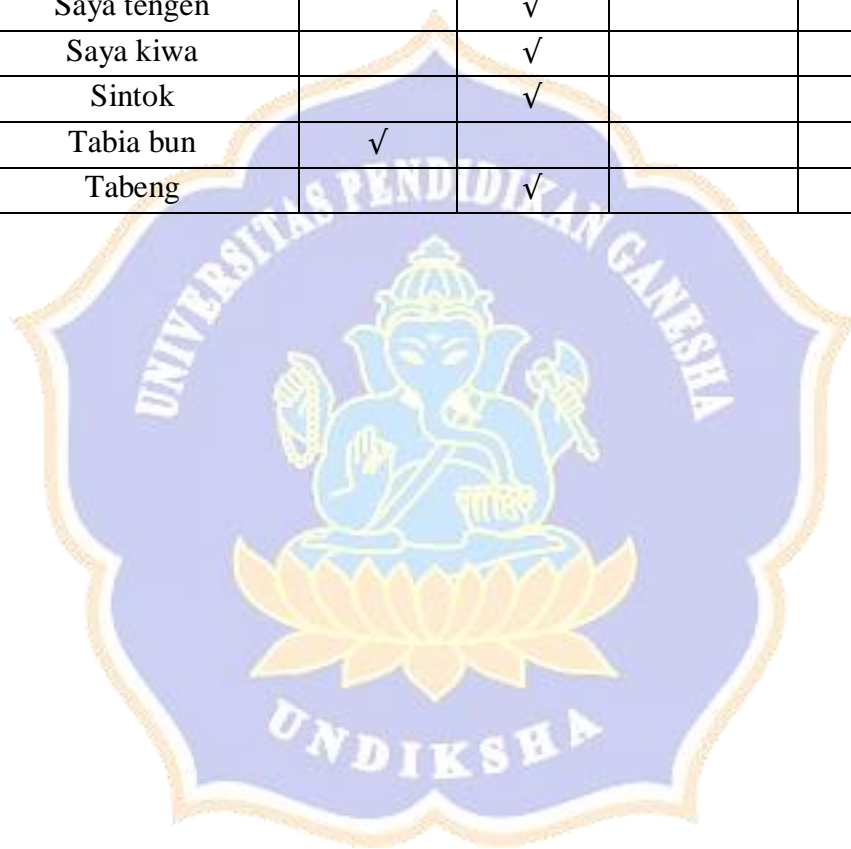 Saya tengen √
Saya kiwa √
Sintok √
Tabia bun √
Tabeng √
UNIVERSITAS PENDIDIKAN GANESHA
UNDIKSHA